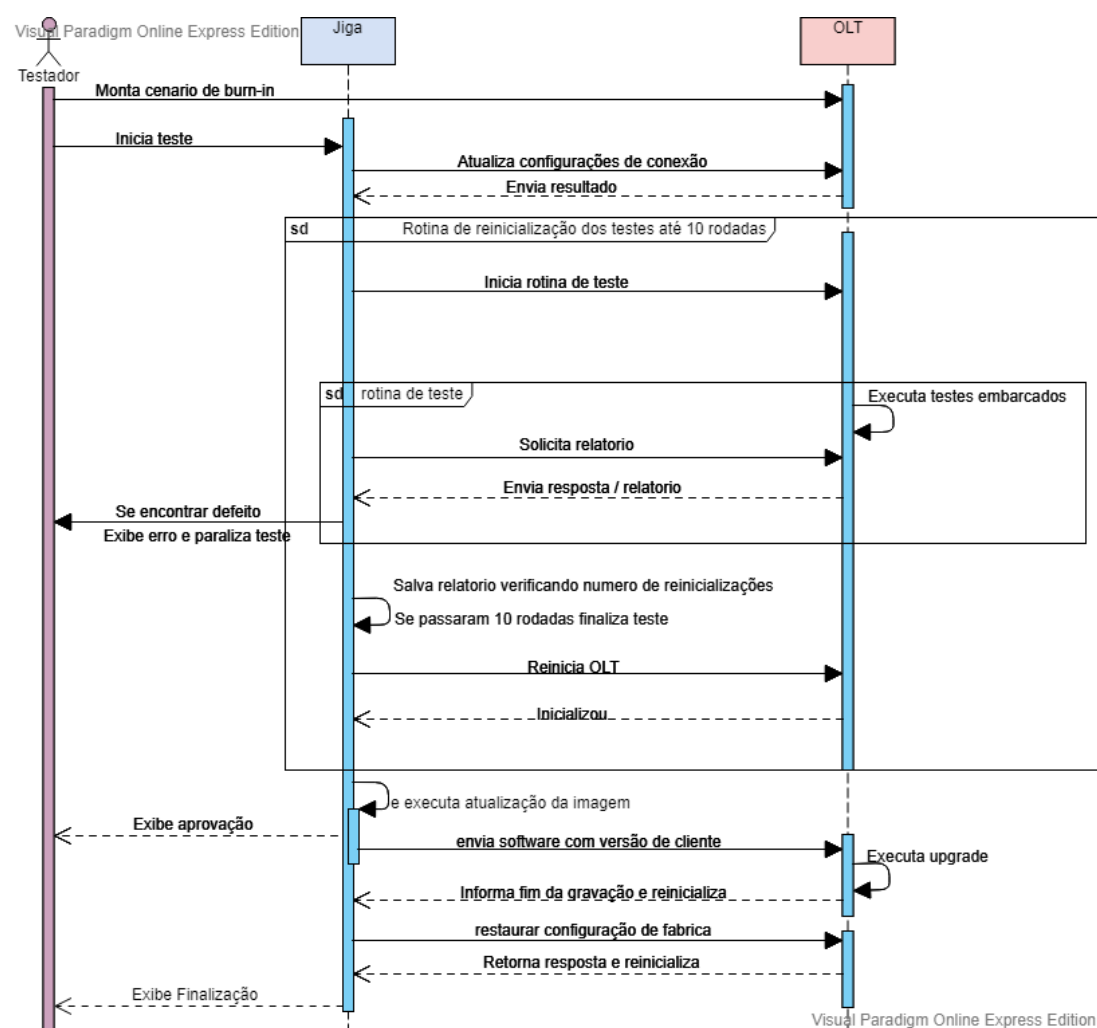 Visual Paradigm Online Express Edition
Jiga
OLT
Testador
Monta cenario de burn-in
Inicia teste
Atualiza configurações de conexão
Envia resultado
sd Rotina de reinicialização dos testes até 10 rodadas
Inicia rotina de teste
sd rotina de teste
Executa testes embarcados
Solicita relatorio
Envia resposta / relatorio
Se encontrar defeito
Exibe erro e paraliza teste
Salva relatorio verificando numero de reinicializações
Se passaram 10 rodadas finaliza teste
Reinicia OLT
Inicializou
e executa atualização da imagem
Exibe aprovação
envia software com versão de cliente
Executa upgrade
Informa fim da gravação e reinicializa
restaurar configuração de fabrica
Retorna resposta e reinicializa
Exibe Finalização
Visual Paradigm Online Express Edition